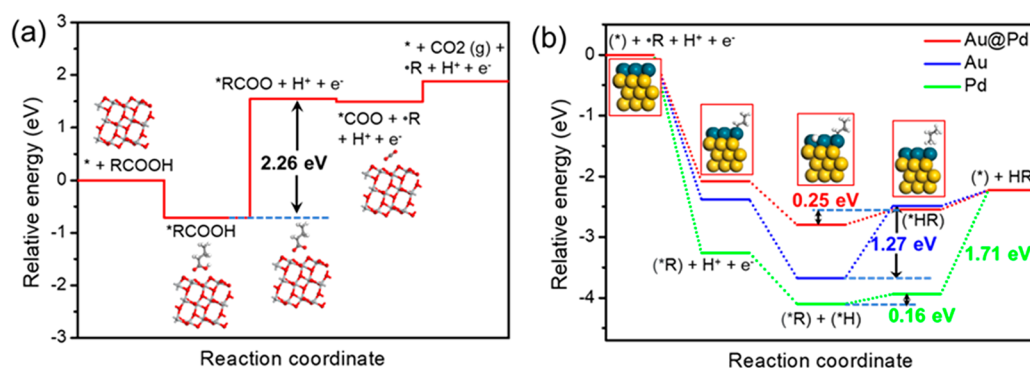 (a)
Relative energy (eV)
3
2
1
0
-1
-2
-3
* + RCOOH
*RCOOH
*RCOO + H⁺ + e⁻
2.26 eV
*COO + •R
+ H⁺ + e⁻
* + CO2 (g) +
•R + H⁺ + e⁻
Reaction coordinate
(b)
Relative energy (eV)
0
-1
-2
-3
-4
(*) + •R + H⁺ + e⁻
Au@Pd
Au
Pd
(*R) + H⁺ + e⁻
0.25 eV
(*R) + (*H)
(*HR)
1.27 eV
0.16 eV
(*) + HR
1.71 eV
Reaction coordinate